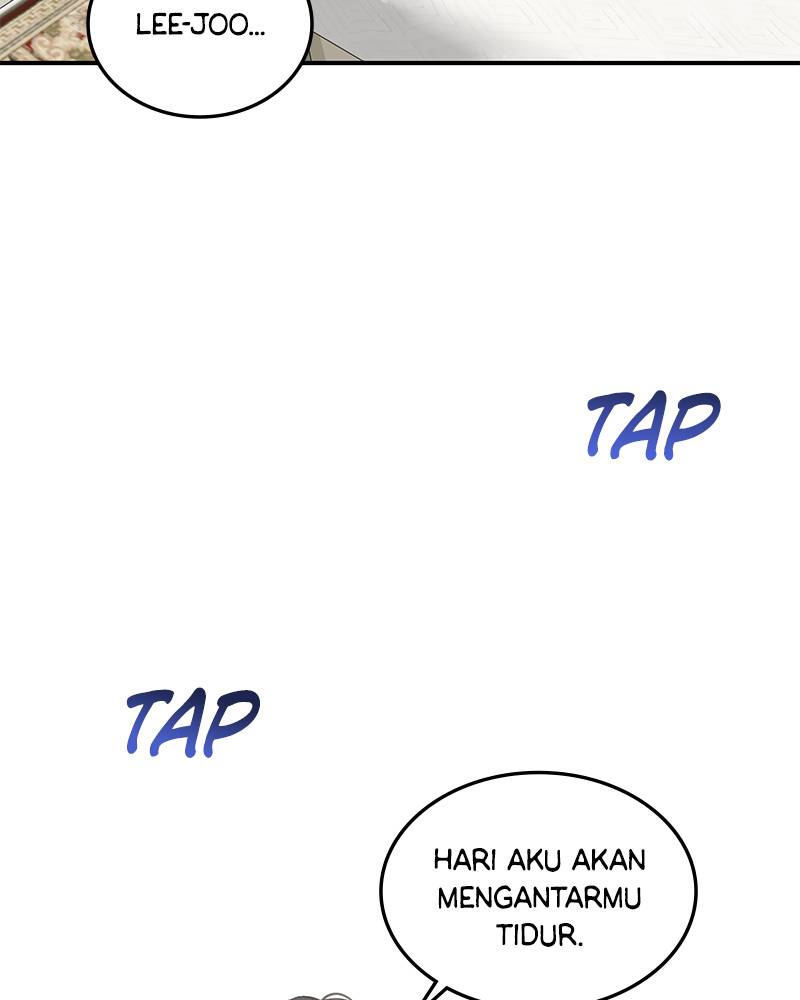 LEE-JOO...
TAP
TAP
HARI AKU AKAN
MENGANTARMU
TIDUR.